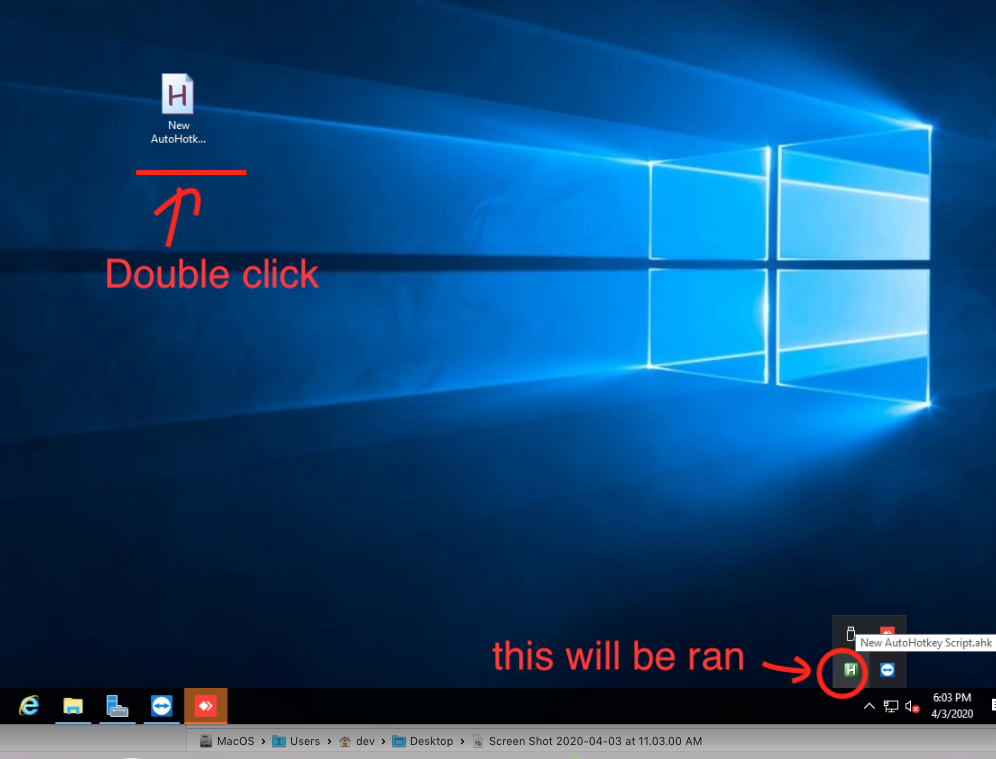 H
New
AutoHotk...
Double click
New AutoHotkey Script.ahk
this will be ran
H
6:03 PM
4/3/2020
MacOS › Users › dev › Desktop › Screen Shot 2020-04-03 at 11.03.00 AM